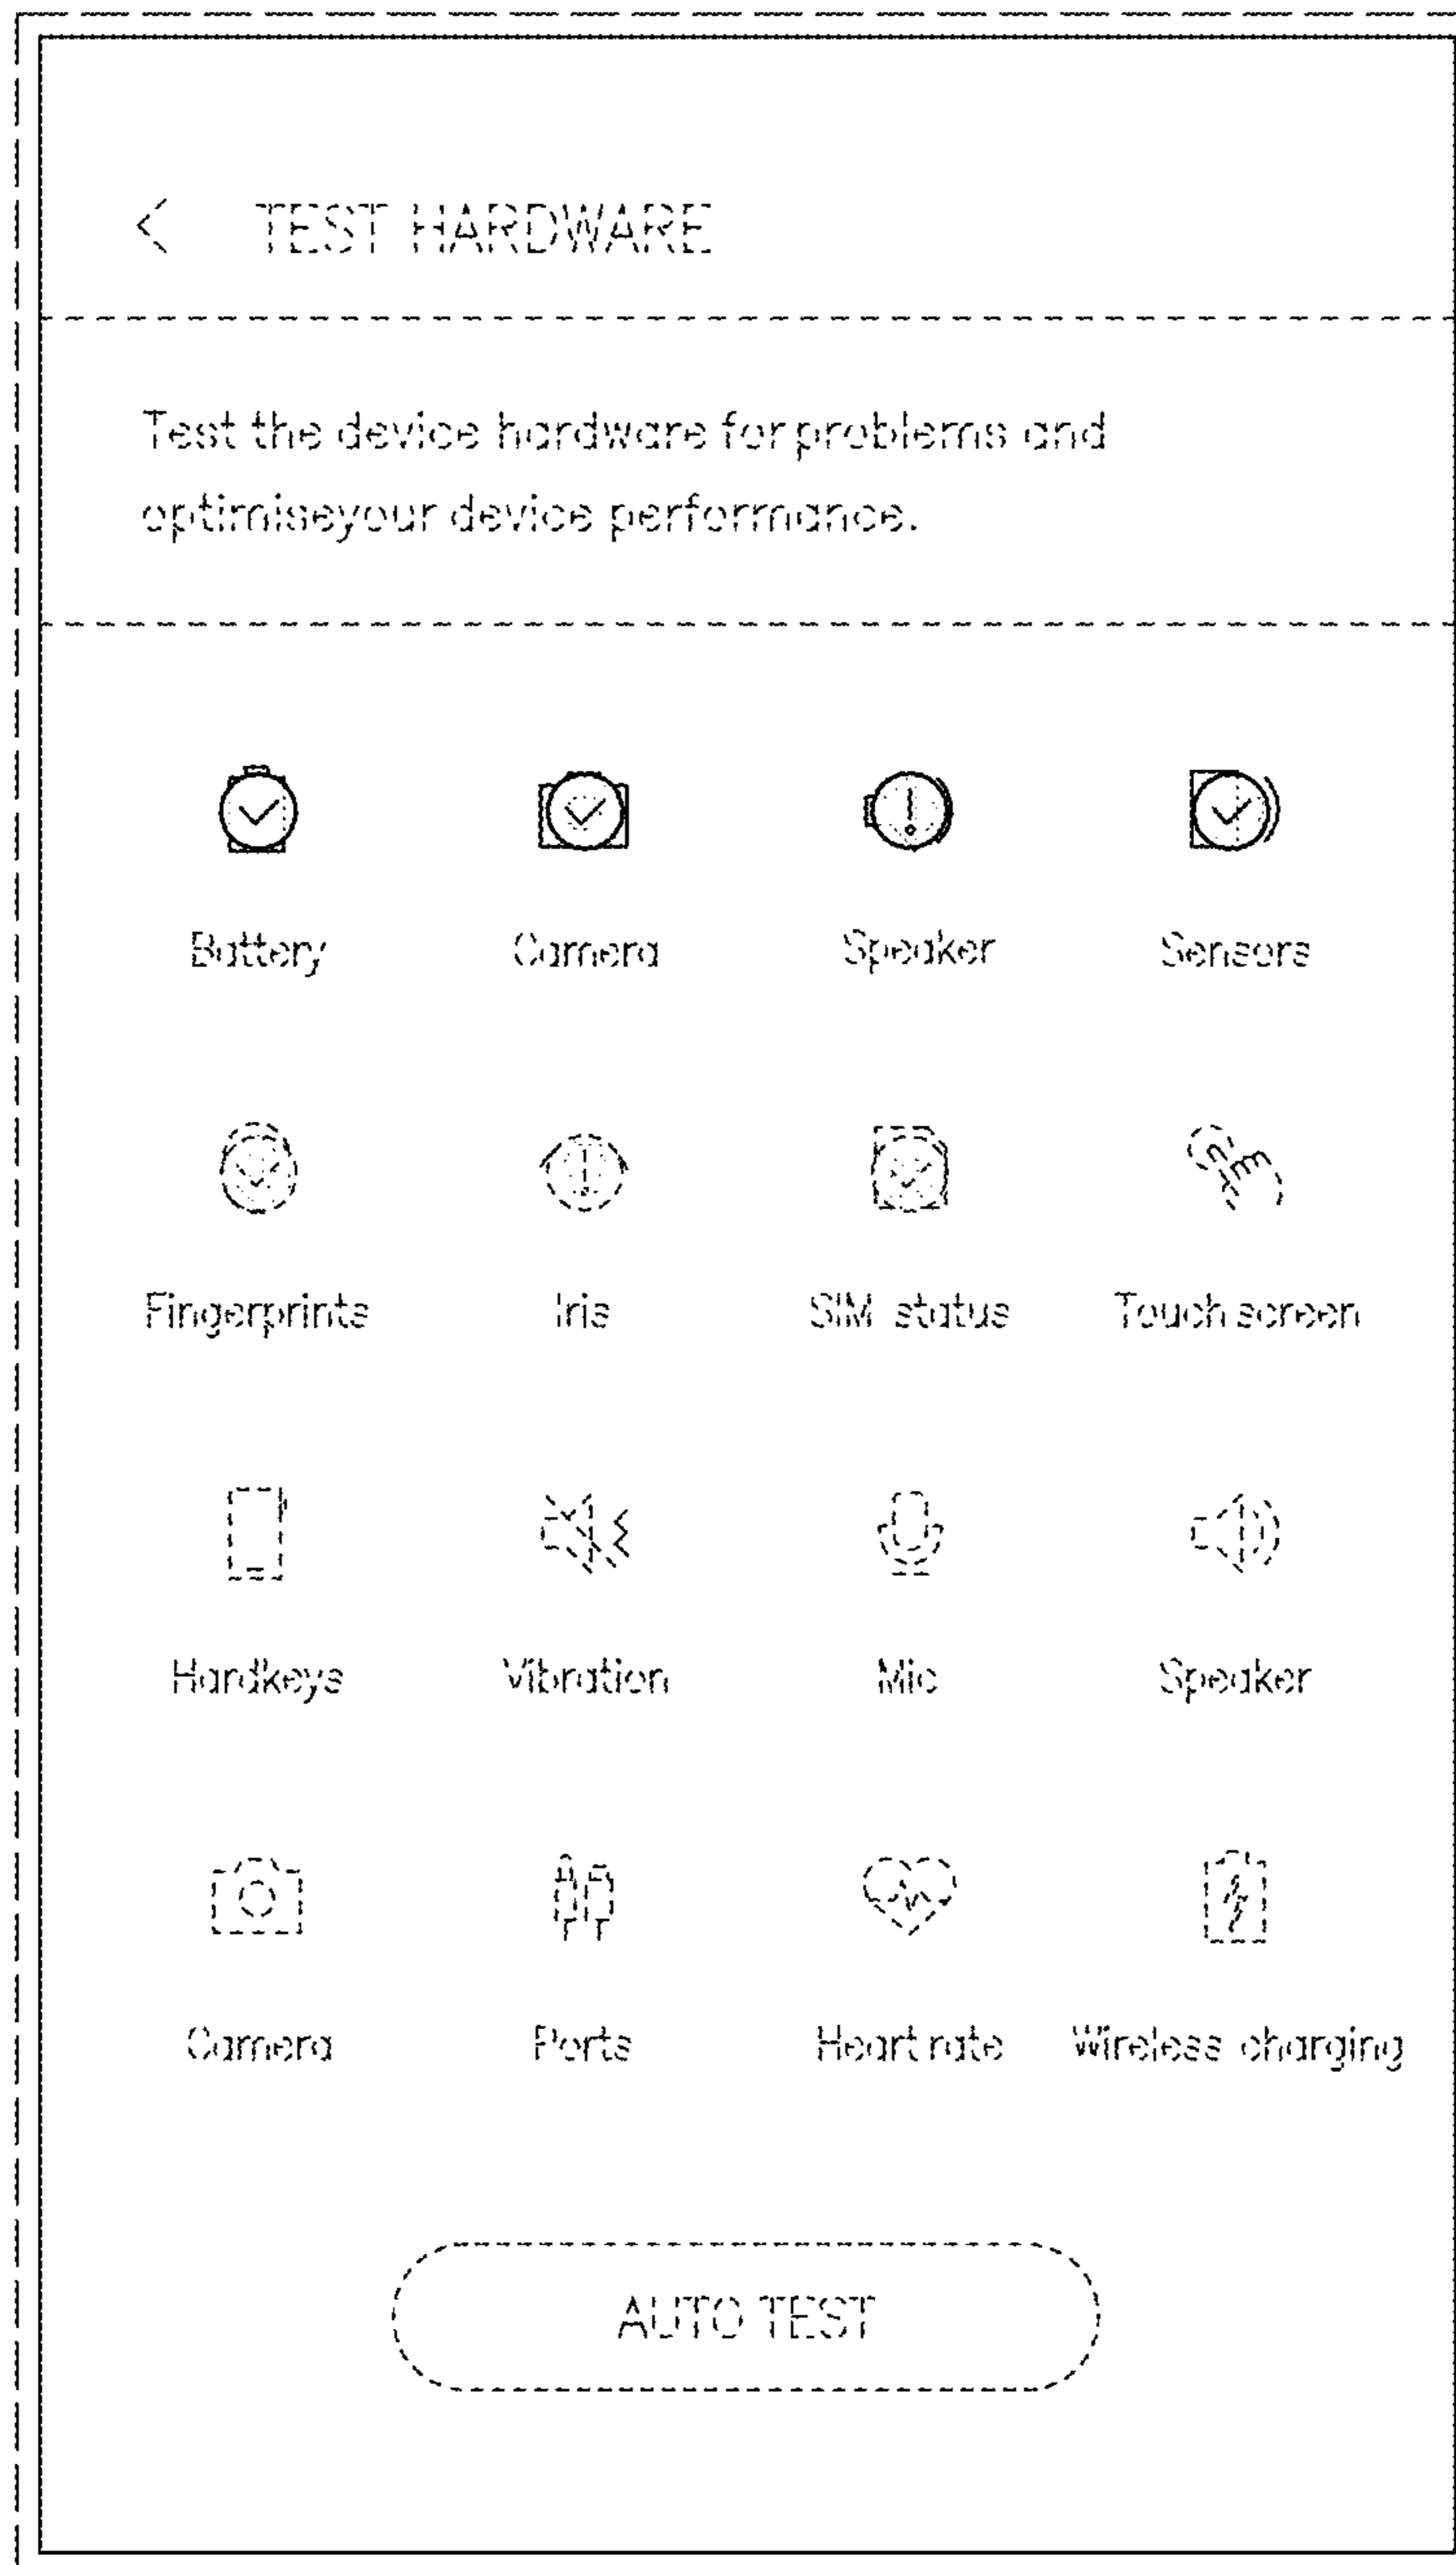 TEST HARDWARE
Test the device hardware for problems and
optimiseyour device performance.
Battery Camera Speaker Sensors
Fingerprints Iris SIM status Touch screen
Hardkeys Vibration Mic Speaker
Camera Ports Heart rate Wireless charging
AUTO TEST